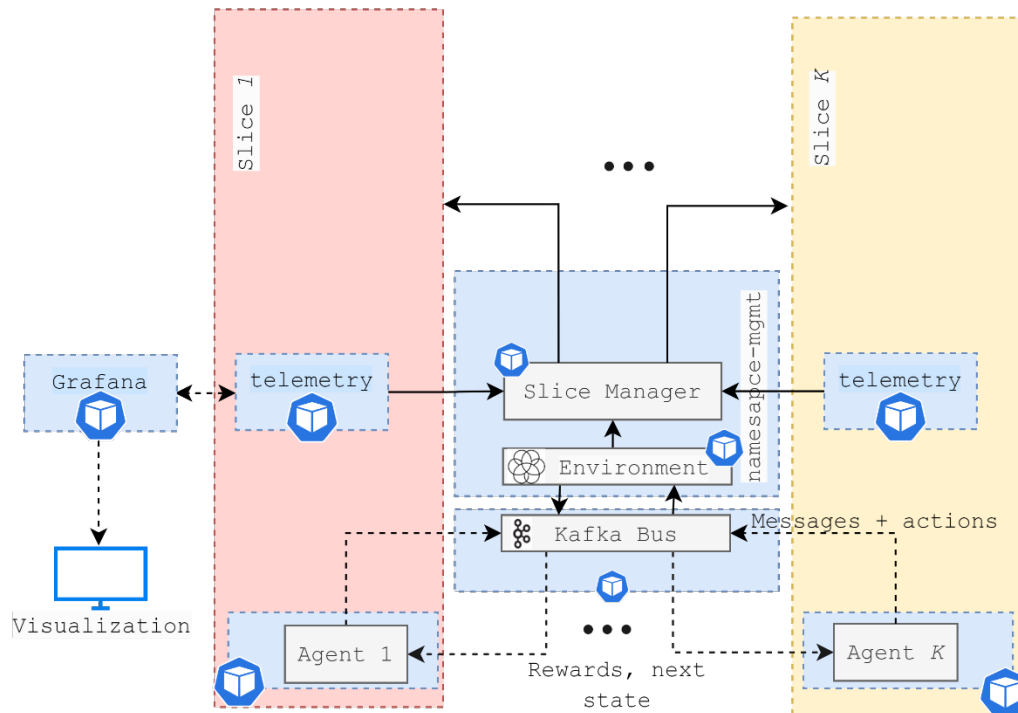 Slice 1
Slice K
namesapce-mgmt
Grafana
telemetry
Slice Manager
telemetry
Environment
Kafka Bus
Messages + actions
Visualization
Agent 1
Rewards, next
state
Agent K